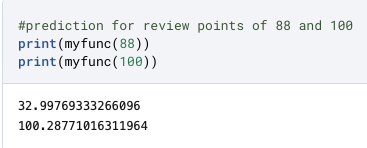 #prediction for review points of 88 and 100
print(myfunc(88))
print(myfunc(100))
32.99769333266096
100.28771016311964